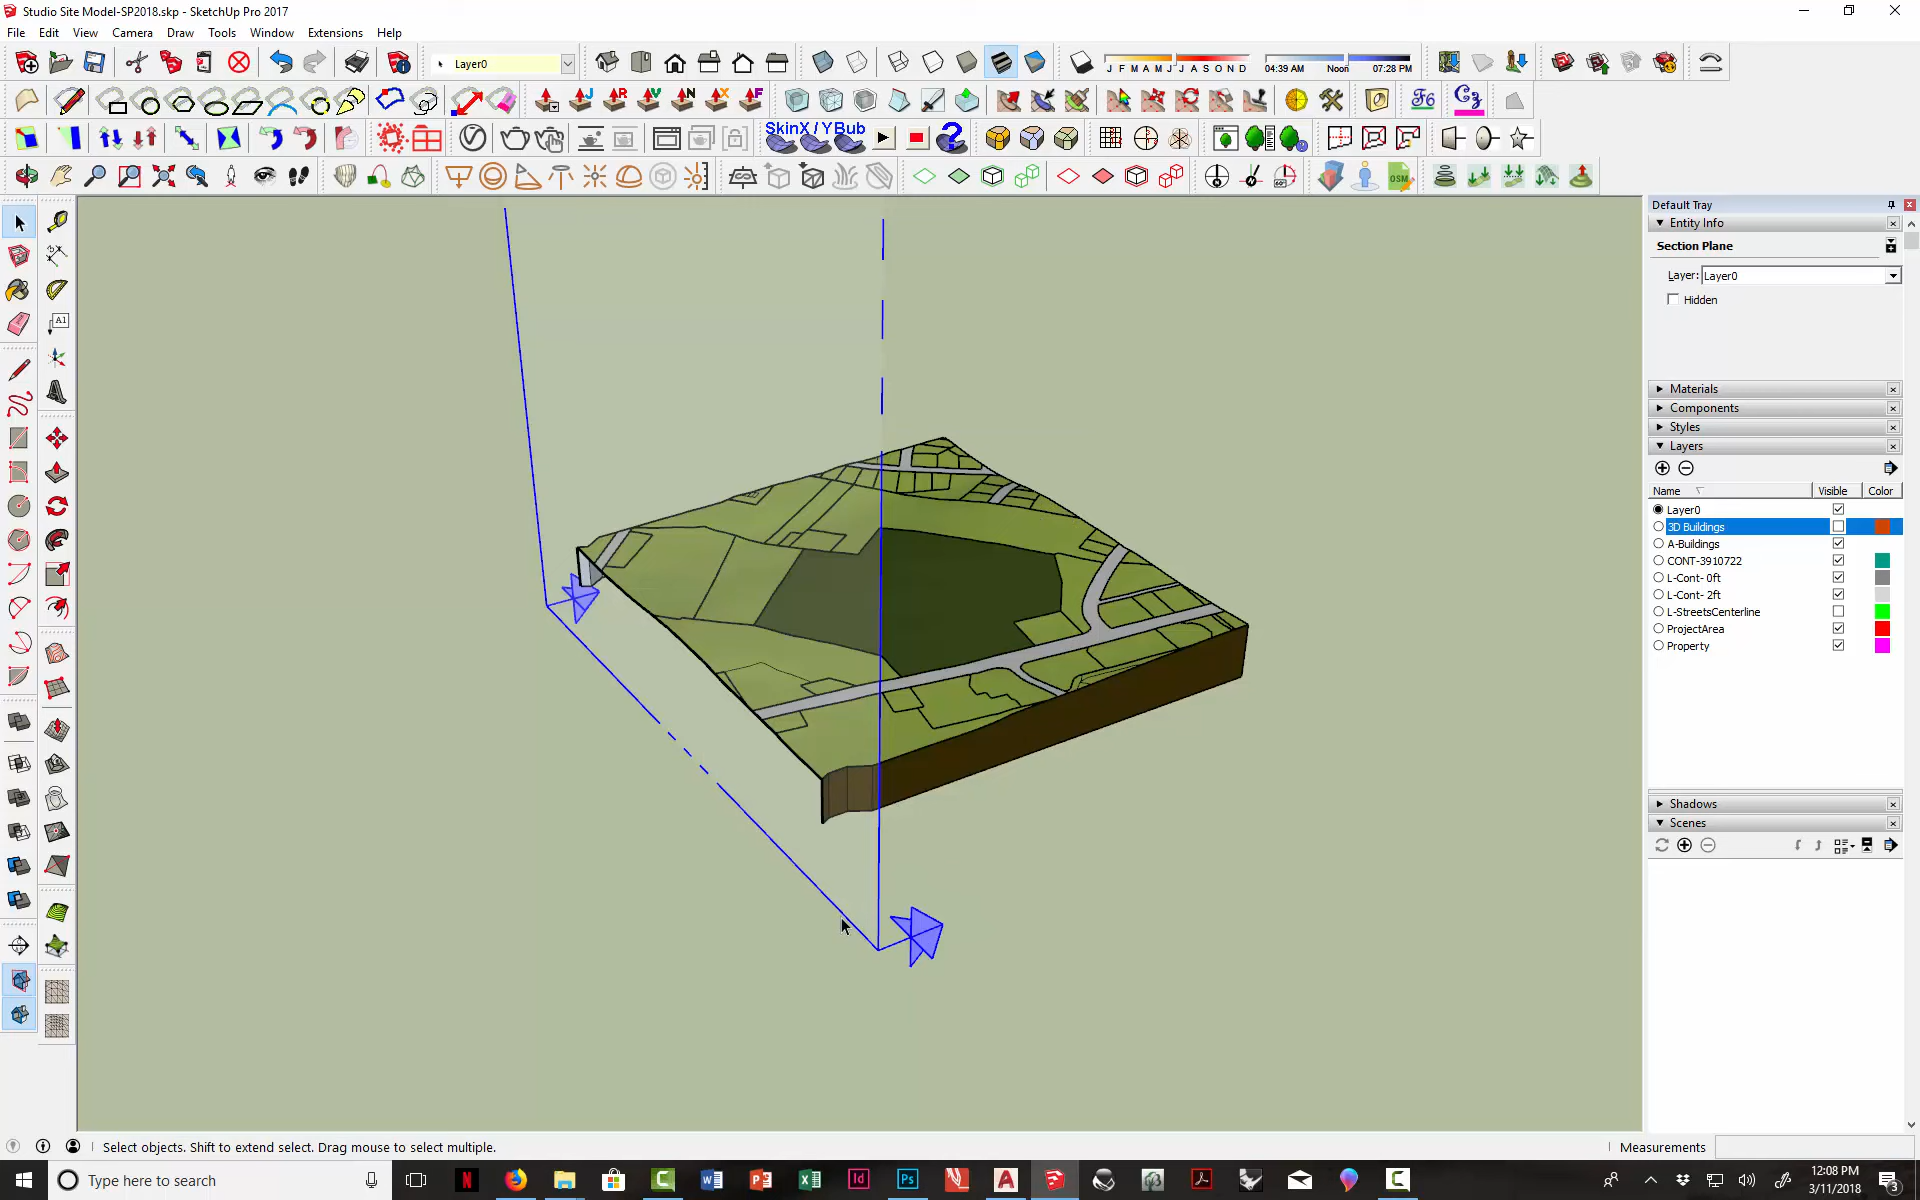 Studio Site Model-SP2018.skp - SketchUp Pro 2017
File Edit View Camera Draw Tools Window Extensions Help
Layer0
J F M A M J J A S O N D
04:39 AM Noon 07:28 PM
J R V N X F
F6
SkinX / YBub
?
OSM
A1
Default Tray
Entity Info
Section Plane
Layer: Layer0
Hidden
Materials
Components
Styles
Layers
Name Visible Color
Layer0
3D Buildings
A-Buildings
CONT-3910722
L-Cont- 0ft
L-Cont- 2ft
L-StreetsCenterline
ProjectArea
Property
Shadows
Scenes
Select objects. Shift to extend select. Drag mouse to select multiple.
Measurements
Type here to search
12:08 PM
3/11/2018
3